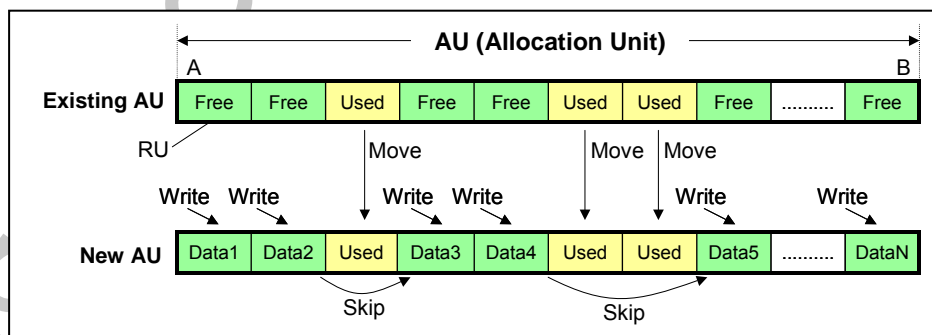 AU (Allocation Unit)
A B
Existing AU Free Free Used Free Free Used Used Free .......... Free
RU Move Move Move
Write Write Write Write Write Write
New AU Data1 Data2 Used Data3 Data4 Used Used Data5 .......... DataN
Skip Skip